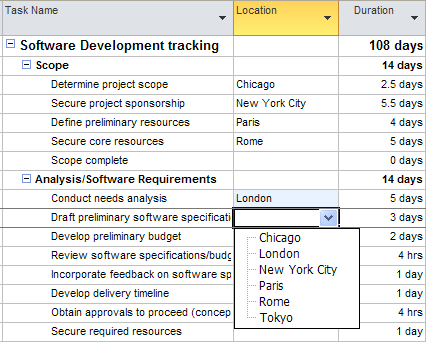 Task Name Location Duration
Software Development tracking 108 days
Scope 14 days
Determine project scope Chicago 2.5 days
Secure project sponsorship New York City 5.5 days
Define preliminary resources Paris 4 days
Secure core resources Rome 5 days
Scope complete 0 days
Analysis/Software Requirements 14 days
Conduct needs analysis London 5 days
Draft preliminary software specificati 3 days
Develop preliminary budget 2 days
Review software specifications/budg 4 hrs
Incorporate feedback on software sp 1 day
Develop delivery timeline 1 day
Obtain approvals to proceed (concep 4 hrs
Secure required resources 1 day
Chicago
London
New York City
Paris
Rome
Tokyo